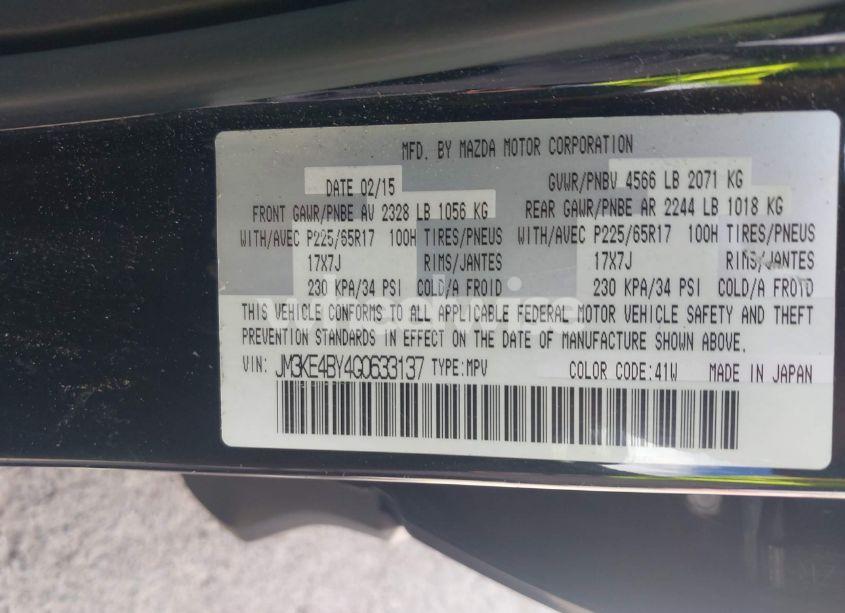 MFD. BY MAZDA MOTOR CORPORATION
DATE 02/15 GVWR/PNBV 4566 LB 2071 KG
FRONT GAWR/PNBE AV 2328 LB 1056 KG REAR GAWR/PNBE AR 2244 LB 1018 KG
WITH/AVEC P225/65R17 100H TIRES/PNEUS WITH/AVEC P225/65R17 100H TIRES/PNEUS
17X7J RIMS/JANTES 17X7J RIMS/JANTES
230 KPA/34 PSI COLD/A FROID 230 KPA/34 PSI COLD/A FROID
THIS VEHICLE CONFORMS TO ALL APPLICABLE FEDERAL MOTOR VEHICLE SAFETY AND THEFT
PREVENTION STANDARDS IN EFFECT ON THE DATE OF MANUFACTURE SHOWN ABOVE.
VIN: JM3KE4BY4G0633137 TYPE:MPV COLOR CODE:41W MADE IN JAPAN